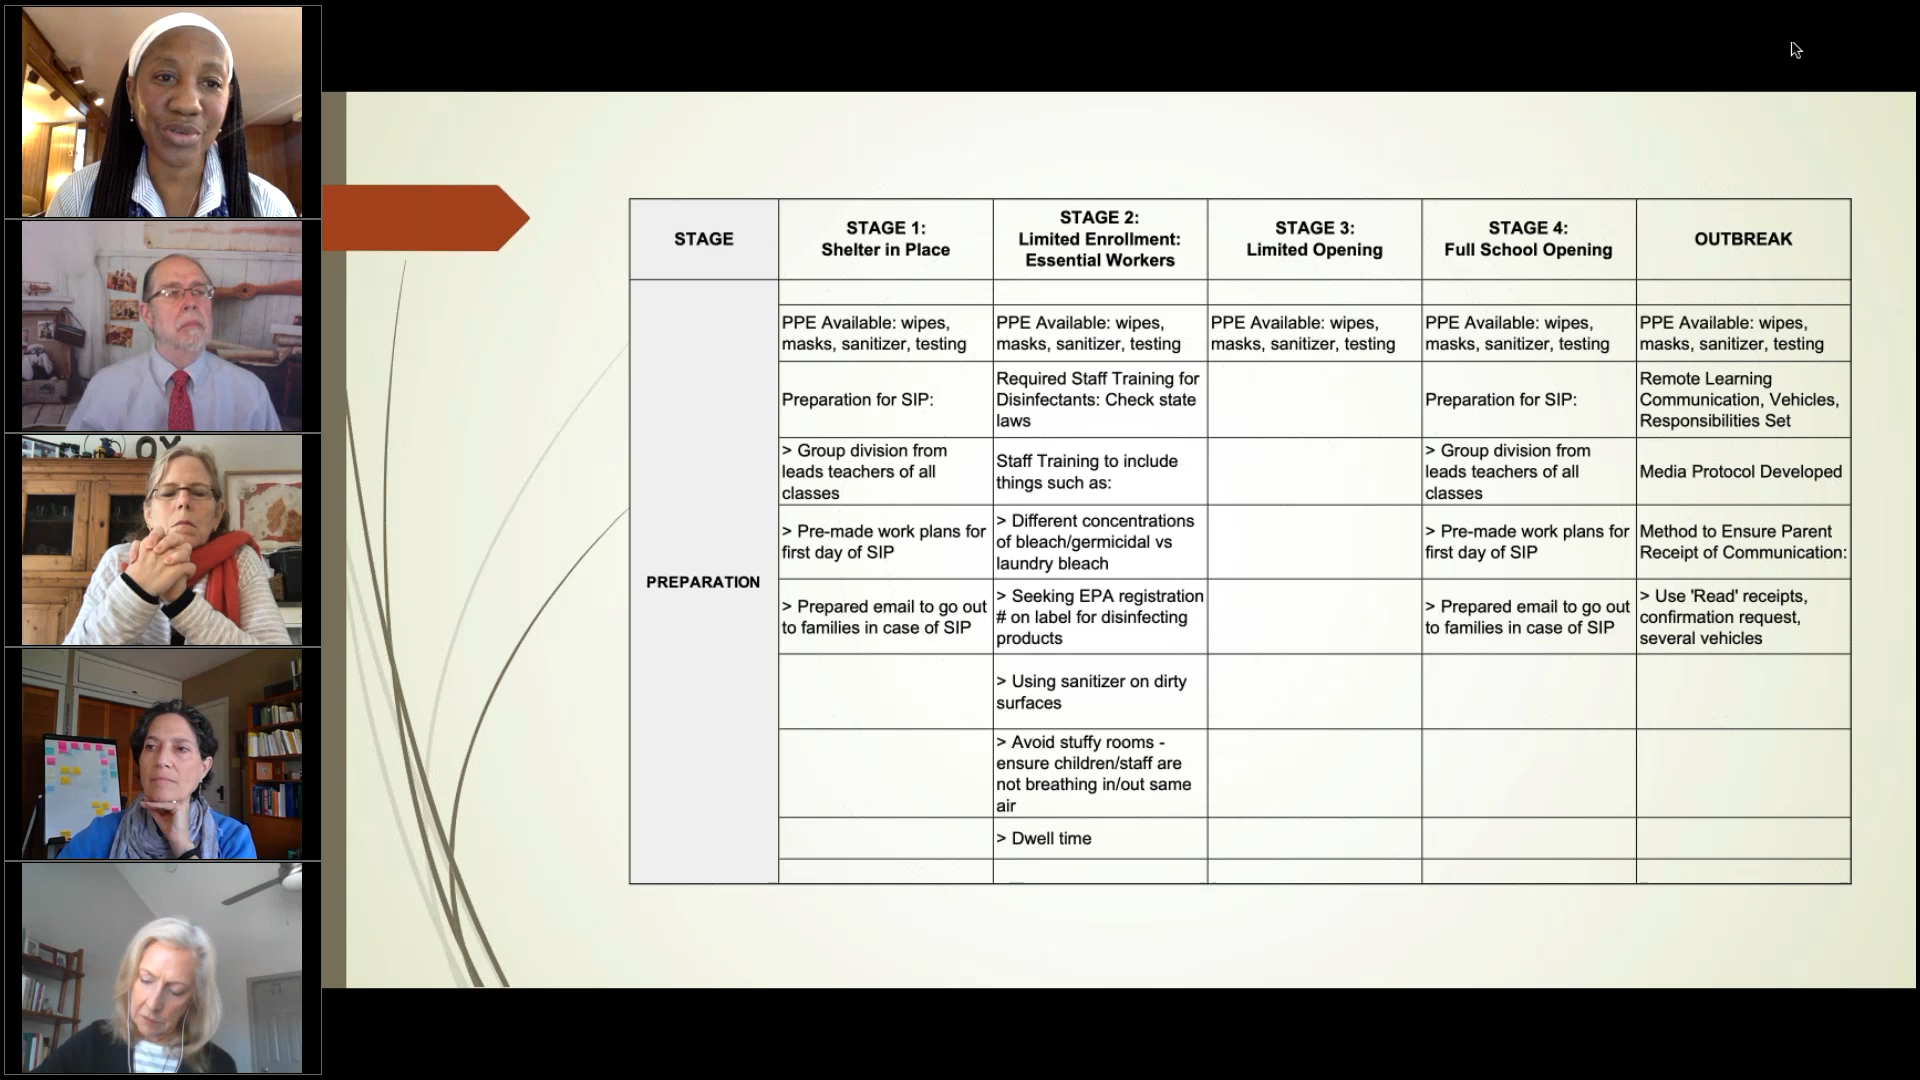 STAGE
STAGE 1:
Shelter in Place
STAGE 2:
Limited Enrollment:
Essential Workers
STAGE 3:
Limited Opening
STAGE 4:
Full School Opening
OUTBREAK
PREPARATION
PPE Available: wipes,
masks, sanitizer, testing
PPE Available: wipes,
masks, sanitizer, testing
PPE Available: wipes,
masks, sanitizer, testing
PPE Available: wipes,
masks, sanitizer, testing
PPE Available: wipes,
masks, sanitizer, testing
Preparation for SIP:
Required Staff Training for
Disinfectants: Check state
laws
Preparation for SIP:
Remote Learning
Communication, Vehicles,
Responsibilities Set
> Group division from
leads teachers of all
classes
Staff Training to include
things such as:
> Group division from
leads teachers of all
classes
Media Protocol Developed
> Pre-made work plans for
first day of SIP
> Different concentrations
of bleach/germicidal vs
laundry bleach
> Pre-made work plans for
first day of SIP
Method to Ensure Parent
Receipt of Communication:
> Prepared email to go out
to families in case of SIP
> Seeking EPA registration
# on label for disinfecting
products
> Prepared email to go out
to families in case of SIP
> Use 'Read' receipts,
confirmation request,
several vehicles
> Using sanitizer on dirty
surfaces
> Avoid stuffy rooms -
ensure children/staff are
not breathing in/out same
air
> Dwell time